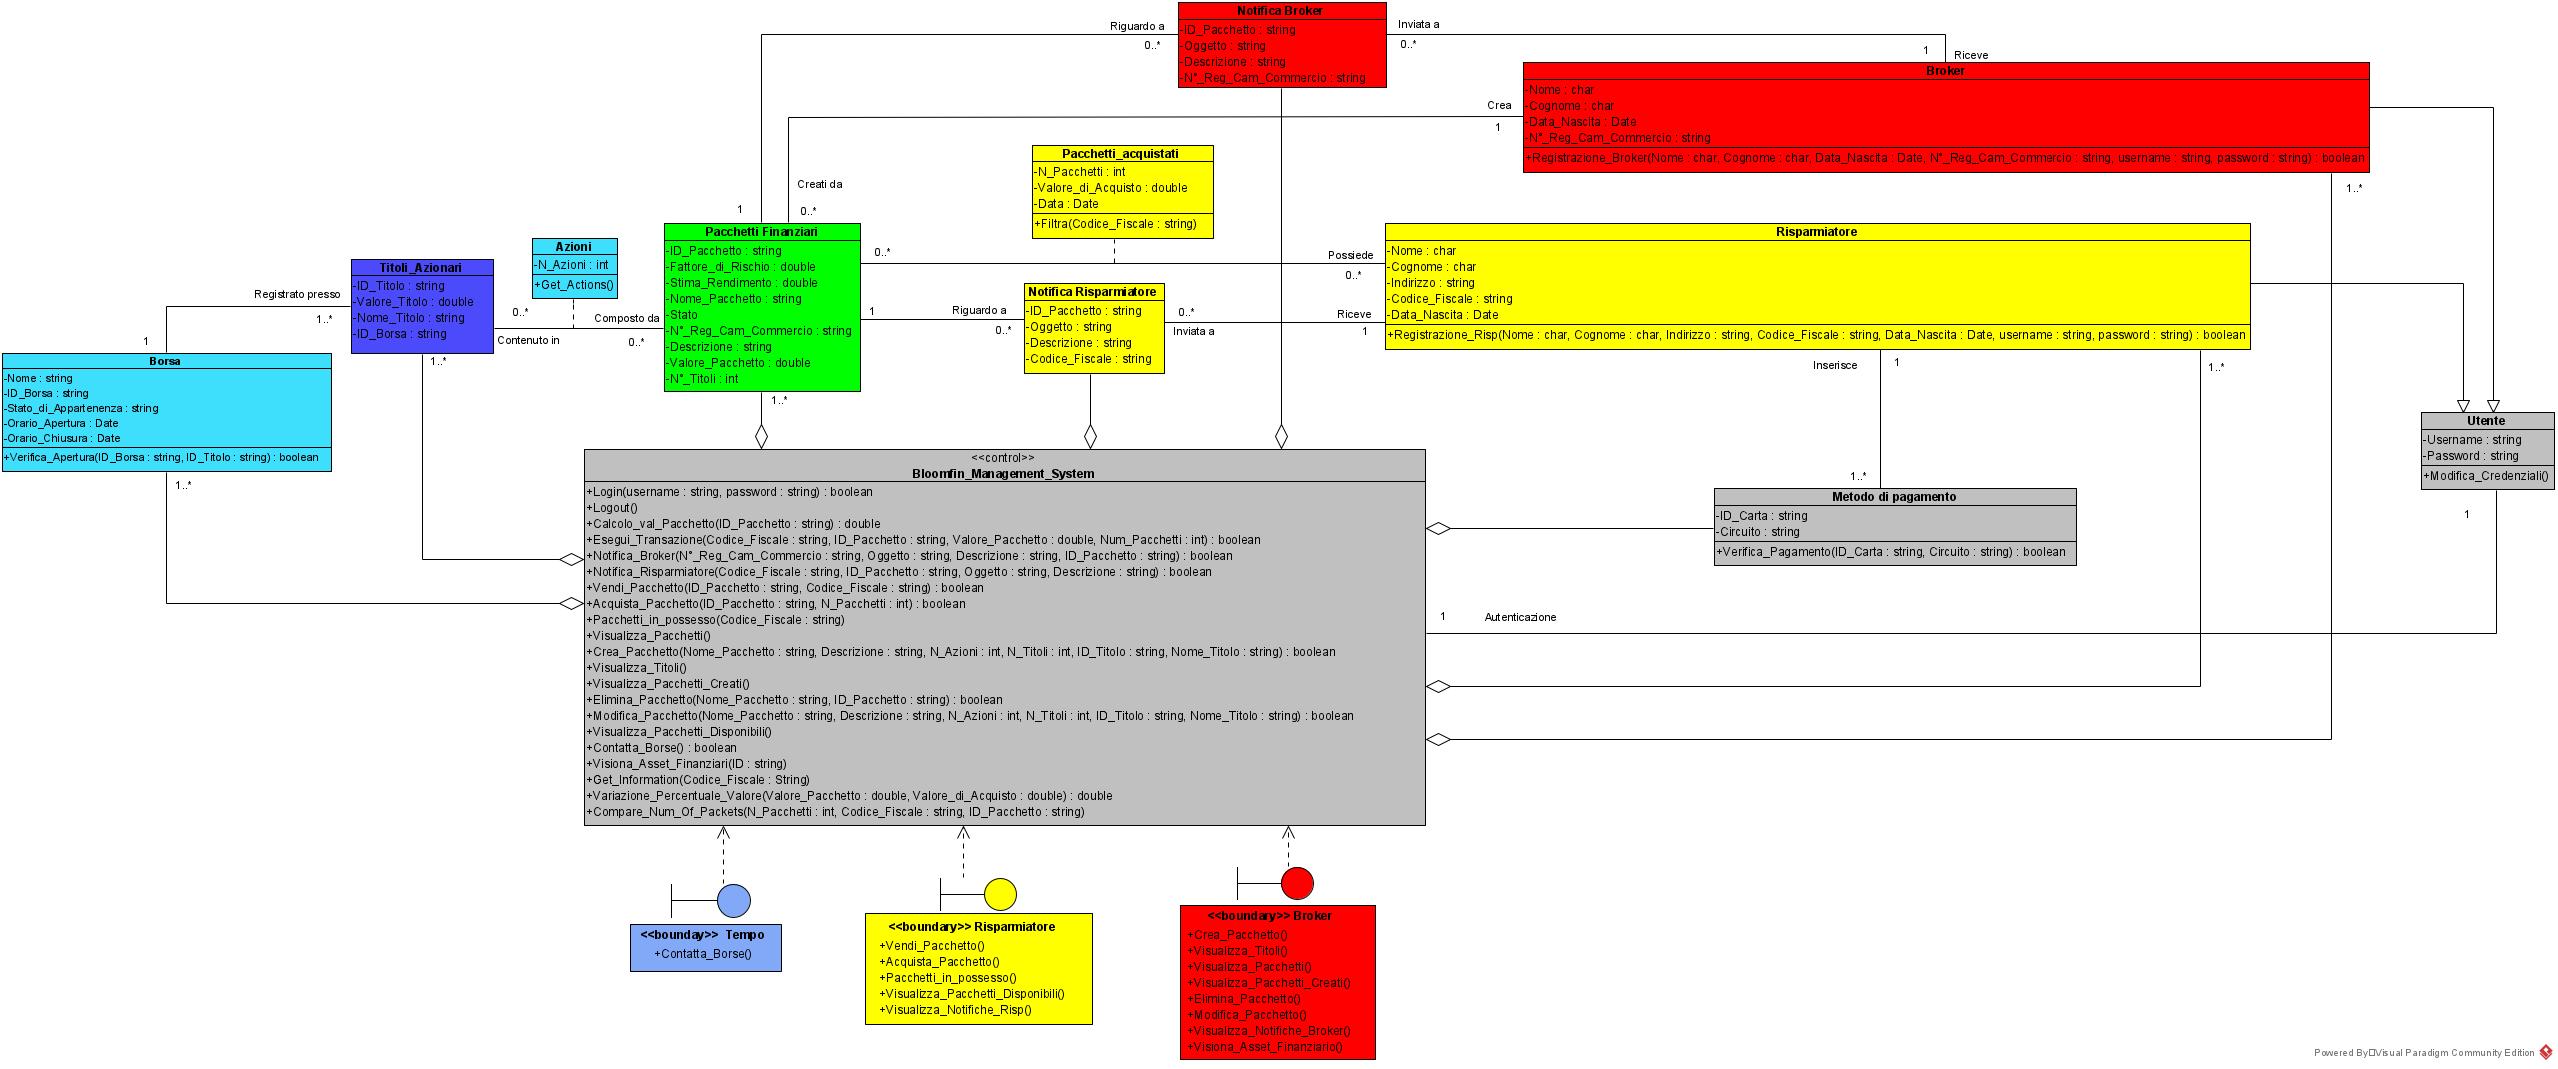 Notifica Broker
-ID_Pacchetto : string
-Oggetto : string
-Descrizione : string
-N°_Reg_Cam_Commercio : string
Riguardo a
0..*
Inviata a
0..*
1
Riceve
Broker
-Nome : char
-Cognome : char
-Data_Nascita : Date
-N°_Reg_Cam_Commercio : string
+Registrazione_Broker(Nome : char, Cognome : char, Data_Nascita : Date, N°_Reg_Cam_Commercio : string, username : string, password : string) : boolean
Crea
1
1..*
Pacchetti_acquistati
-N_Pacchetti : int
-Valore_di_Acquisto : double
-Data : Date
+Filtra(Codice_Fiscale : string)
Creati da
1
0..*
Pacchetti Finanziari
-ID_Pacchetto : string
-Fattore_di_Rischio : double
-Stima_Rendimento : double
-Nome_Pacchetto : string
-Stato
-N°_Reg_Cam_Commercio : string
-Descrizione : string
-Valore_Pacchetto : double
-N°_Titoli : int
1..*
0..*
Possiede
0..*
Risparmiatore
-Nome : char
-Cognome : char
-Indirizzo : string
-Codice_Fiscale : string
-Data_Nascita : Date
+Registrazione_Risp(Nome : char, Cognome : char, Indirizzo : string, Codice_Fiscale : string, Data_Nascita : Date, username : string, password : string) : boolean
Azioni
-N_Azioni : int
+Get_Actions()
Titoli_Azionari
-ID_Titolo : string
-Valore_Titolo : double
-Nome_Titolo : string
-ID_Borsa : string
Registrato presso
1..*
0..*
Composto da
Contenuto in
0..*
1..*
1
Riguardo a
0..*
Notifica Risparmiatore
-ID_Pacchetto : string
-Oggetto : string
-Descrizione : string
-Codice_Fiscale : string
0..*
Inviata a
Riceve
1
1
Borsa
-Nome : string
-ID_Borsa : string
-Stato_di_Appartenenza : string
-Orario_Apertura : Date
-Orario_Chiusura : Date
+Verifica_Apertura(ID_Borsa : string, ID_Titolo : string) : boolean
1..*
Inserisce
1
1..*
1..*
Utente
-Username : string
-Password : string
+Modifica_Credenziali()
1
Metodo di pagamento
-ID_Carta : string
-Circuito : string
+Verifica_Pagamento(ID_Carta : string, Circuito : string) : boolean
1
Autenticazione
<<control>>
Bloomfin_Management_System
+Login(username : string, password : string) : boolean
+Logout()
+Calcolo_val_Pacchetto(ID_Pacchetto : string) : double
+Esegui_Transazione(Codice_Fiscale : string, ID_Pacchetto : string, Valore_Pacchetto : double, Num_Pacchetti : int) : boolean
+Notifica_Broker(N°_Reg_Cam_Commercio : string, Oggetto : string, Descrizione : string, ID_Pacchetto : string) : boolean
+Notifica_Risparmiatore(Codice_Fiscale : string, ID_Pacchetto : string, Oggetto : string, Descrizione : string) : boolean
+Vendi_Pacchetto(ID_Pacchetto : string, Codice_Fiscale : string) : boolean
+Acquista_Pacchetto(ID_Pacchetto : string, N_Pacchetti : int) : boolean
+Pacchetti_in_possesso(Codice_Fiscale : string)
+Visualizza_Pacchetti()
+Crea_Pacchetto(Nome_Pacchetto : string, Descrizione : string, N_Azioni : int, N_Titoli : int, ID_Titolo : string, Nome_Titolo : string) : boolean
+Visualizza_Titoli()
+Visualizza_Pacchetti_Creati()
+Elimina_Pacchetto(Nome_Pacchetto : string, ID_Pacchetto : string) : boolean
+Modifica_Pacchetto(Nome_Pacchetto : string, Descrizione : string, N_Azioni : int, N_Titoli : int, ID_Titolo : string, Nome_Titolo : string) : boolean
+Visualizza_Pacchetti_Disponibili()
+Contatta_Borse() : boolean
+Visiona_Asset_Finanziari(ID : string)
+Get_Information(Codice_Fiscale : String)
+Variazione_Percentuale_Valore(Valore_Pacchetto : double, Valore_di_Acquisto : double) : double
+Compare_Num_Of_Packets(N_Pacchetti : int, Codice_Fiscale : string, ID_Pacchetto : string)
<<bounday>> Tempo
+Contatta_Borse()
<<boundary>> Risparmiatore
+Vendi_Pacchetto()
+Acquista_Pacchetto()
+Pacchetti_in_possesso()
+Visualizza_Pacchetti_Disponibili()
+Visualizza_Notifiche_Risp()
<<boundary>> Broker
+Crea_Pacchetto()
+Visualizza_Titoli()
+Visualizza_Pacchetti()
+Visualizza_Pacchetti_Creati()
+Elimina_Pacchetto()
+Modifica_Pacchetto()
+Visualizza_Notifiche_Broker()
+Visiona_Asset_Finanziario()
Powered By□Visual Paradigm Community Edition